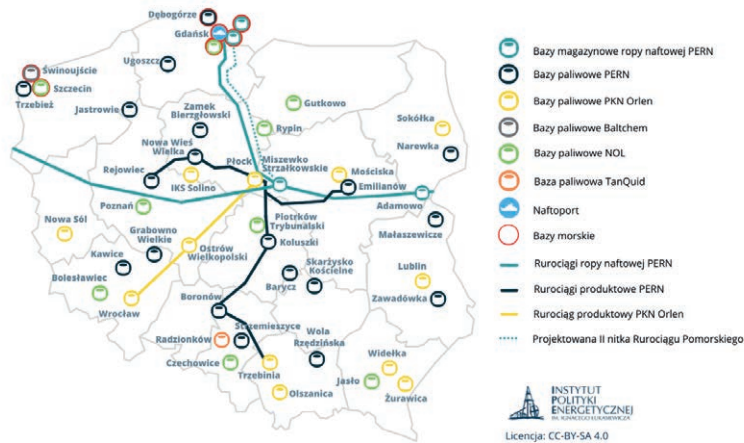 Dębogórze
Gdańsk
Ugoszcz
Świnoujście
Trzebież
Szczecin
Jastrowie
Zamek
Bierzgłowski
Gutkowo
Rypin
Sokółka
Narewka
Nowa Wieś
Wielka
Płock
Miszewko
Strzałkowskie
Mościska
Rejowiec
IKS Solino
Emilianów
Adamowo
Poznań
Nowa Sól
Grabowno
Wielkie
Ostrów
Wielkopolski
Piotrków
Trybunalski
Koluszki
Małaszewicze
Kawice
Bolesławiec
Wrocław
Skarżysko
Kościelne
Barycz
Lublin
Zawadówka
Boronów
Radzionków
Strzemieszyce
Wola
Rzędzińska
Czechowice
Trzebinia
Olszanica
Widełka
Jasło
Żurawica
Bazy magazynowe ropy naftowej PERN
Bazy paliwowe PERN
Bazy paliwowe PKN Orlen
Bazy paliwowe Baltchem
Bazy paliwowe NOL
Baza paliwowa TanQuid
Naftoport
Bazy morskie
Rurociągi ropy naftowej PERN
Rurociągi produktowe PERN
Rurociąg produktowy PKN Orlen
Projektowana II nitka Rurociągu Pomorskiego
INSTYTUT
POLITYKI
ENERGETYCZNEJ
IM. IGNACEGO ŁUKASIEWICZA
Licencja: CC-BY-SA 4.0